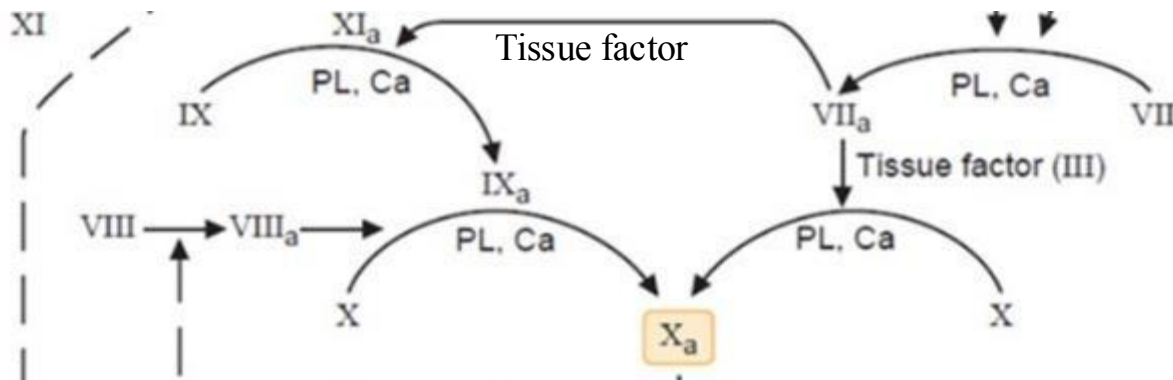 XI
XIa
Tissue factor
PL, Ca
PL, Ca
IX
VIIa
VII
Tissue factor (III)
IXa
VIII
VIIIa
PL, Ca
PL, Ca
X
Xa
X